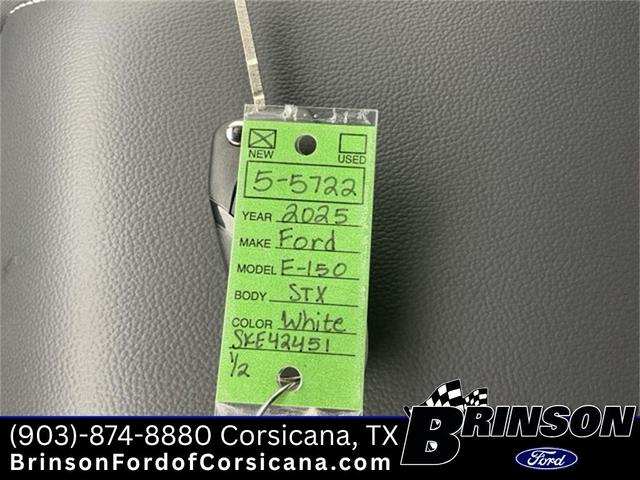 NEW USED
5-5722
YEAR 2025
MAKE Ford
MODEL F-150
BODY STX
COLOR White
SKE42451
1/2
(903)-874-8880 Corsicana, TX
BrinsonFordofCorsicana.com
BRINSON
Ford